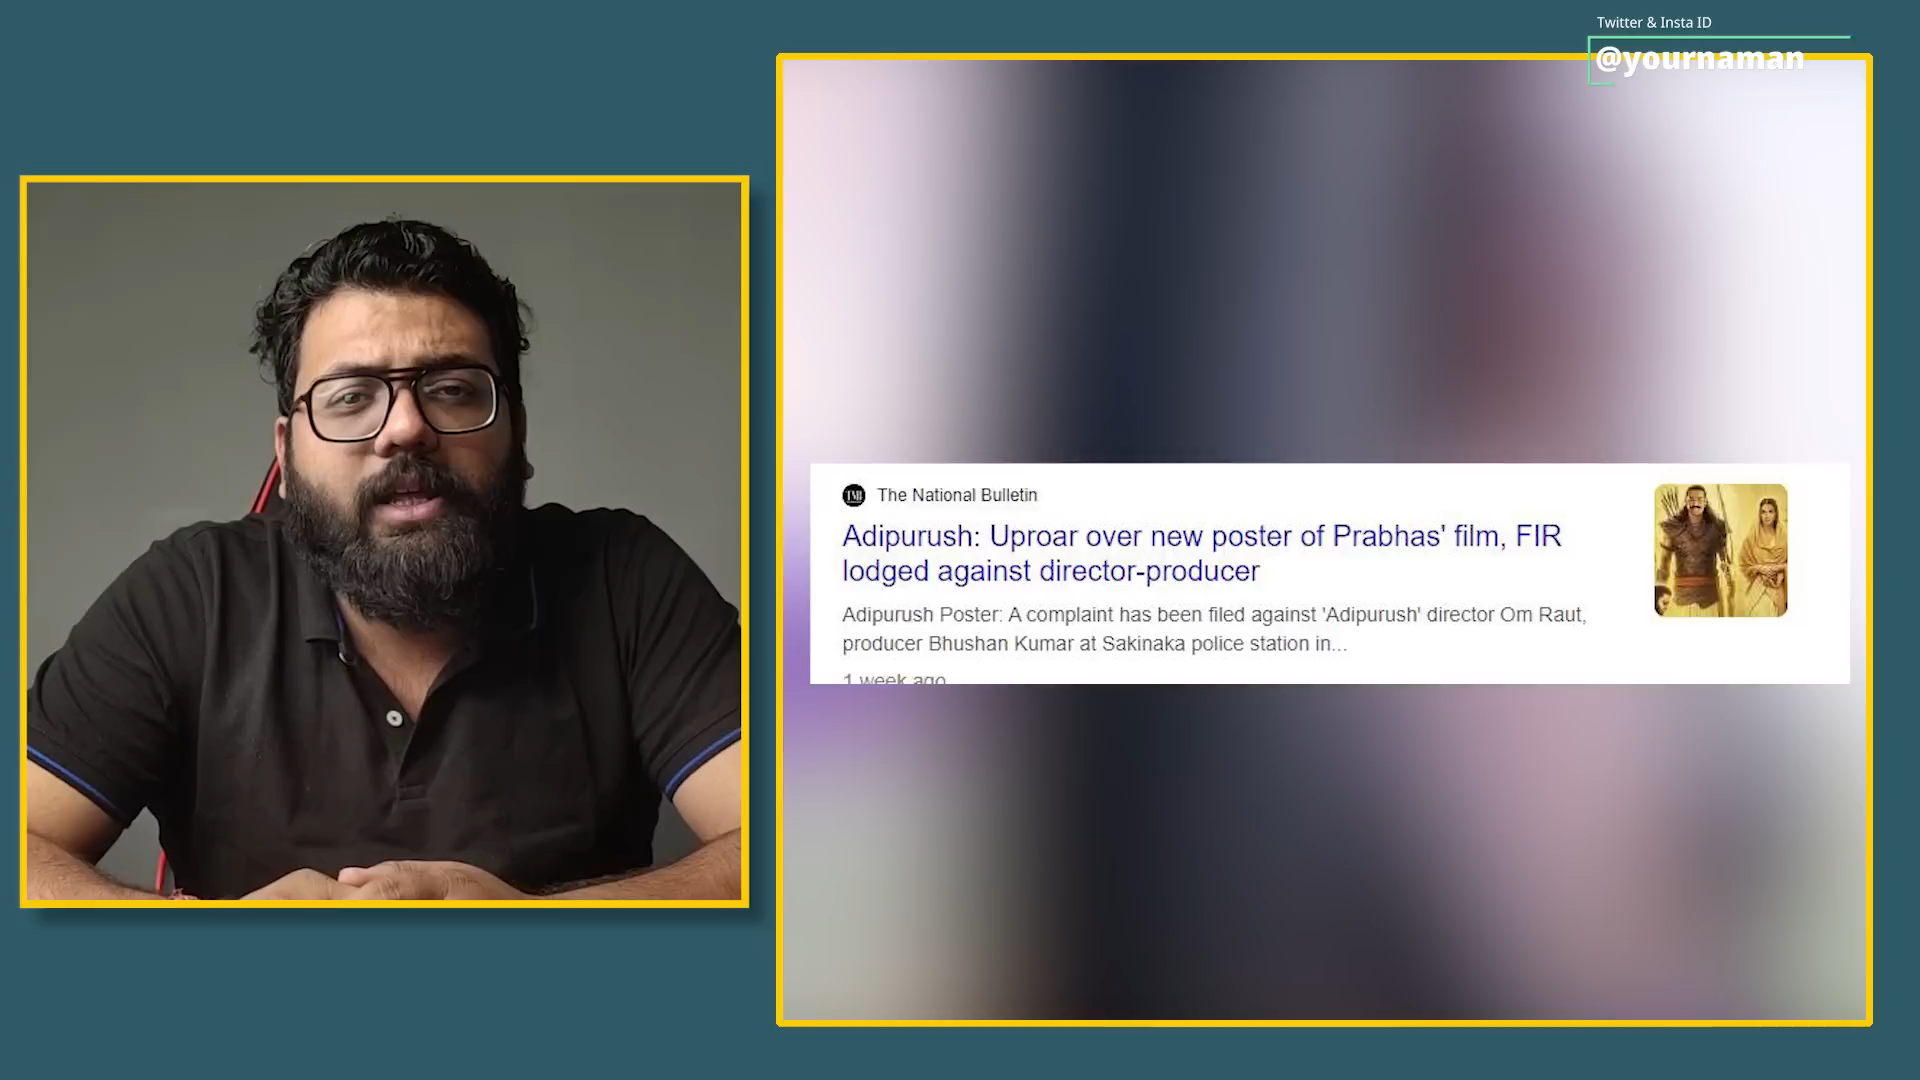 Twitter & Insta ID
@yournaman
The National Bulletin
Adipurush: Uproar over new poster of Prabhas' film, FIR
lodged against director-producer
Adipurush Poster: A complaint has been filed against 'Adipurush' director Om Raut,
producer Bhushan Kumar at Sakinaka police station in...
1 week ago